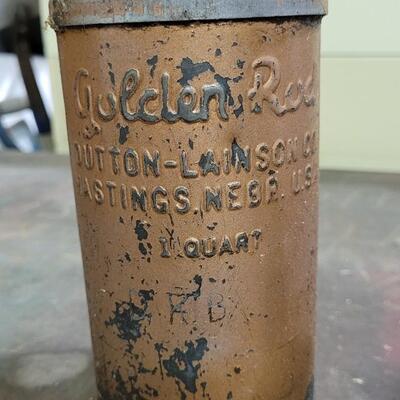 Golden Rod
DUTTON-LAINSON CO
HASTINGS, NEBR. U.S.
1 QUART
R B